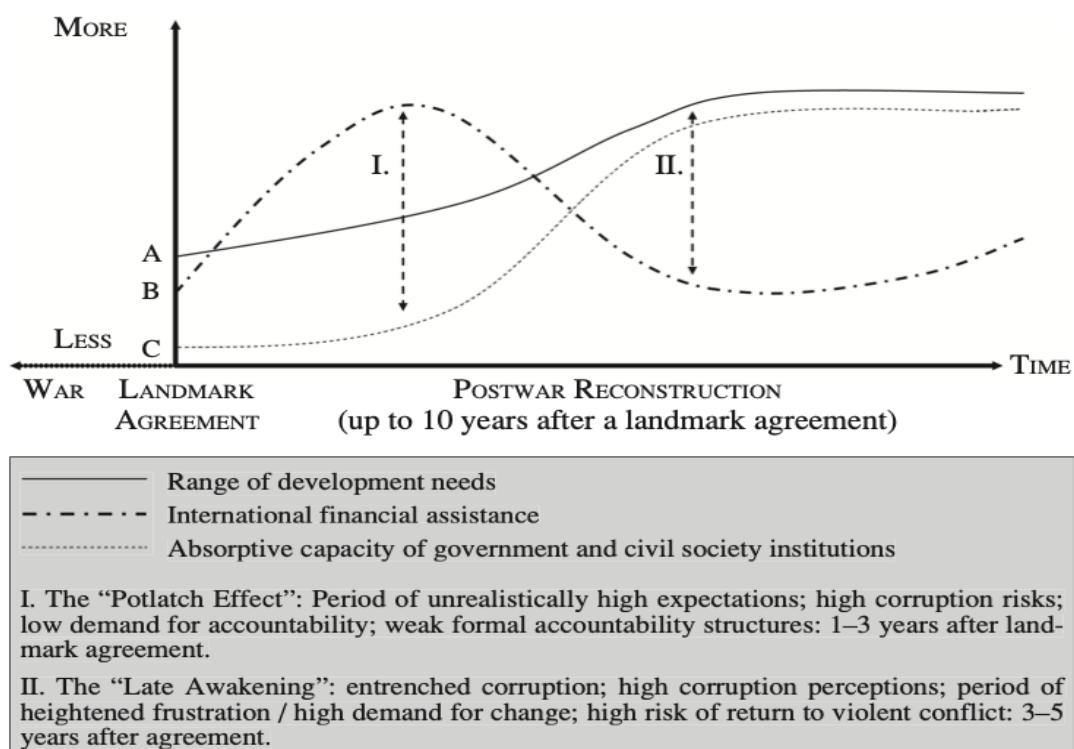 MORE
I.
II.
A
B
LESS
C
TIME
WAR LANDMARK AGREEMENT
POSTWAR RECONSTRUCTION
(up to 10 years after a landmark agreement)
Range of development needs
International financial assistance
Absorptive capacity of government and civil society institutions
I. The “Potlatch Effect”: Period of unrealistically high expectations; high corruption risks;
low demand for accountability; weak formal accountability structures: 1–3 years after land-
mark agreement.
II. The “Late Awakening”: entrenched corruption; high corruption perceptions; period of
heightened frustration / high demand for change; high risk of return to violent conflict: 3–5
years after agreement.